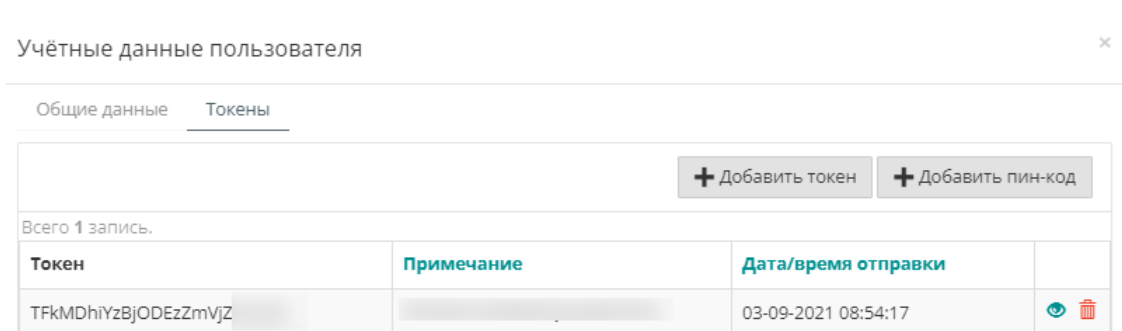 Учётные данные пользователя ×
Общие данные Токены
+ Добавить токен + Добавить пин-код
Всего 1 запись.
Токен Примечание Дата/время отправки
TFkMDhiYzBjODEzZmVjZ 03-09-2021 08:54:17